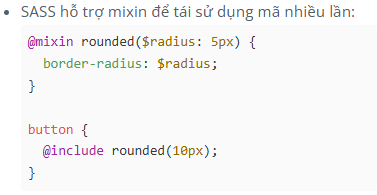 • SASS hỗ trợ mixin để tái sử dụng mã nhiều lần:
@mixin rounded($radius: 5px) {
  border-radius: $radius;
}

button {
  @include rounded(10px);
}